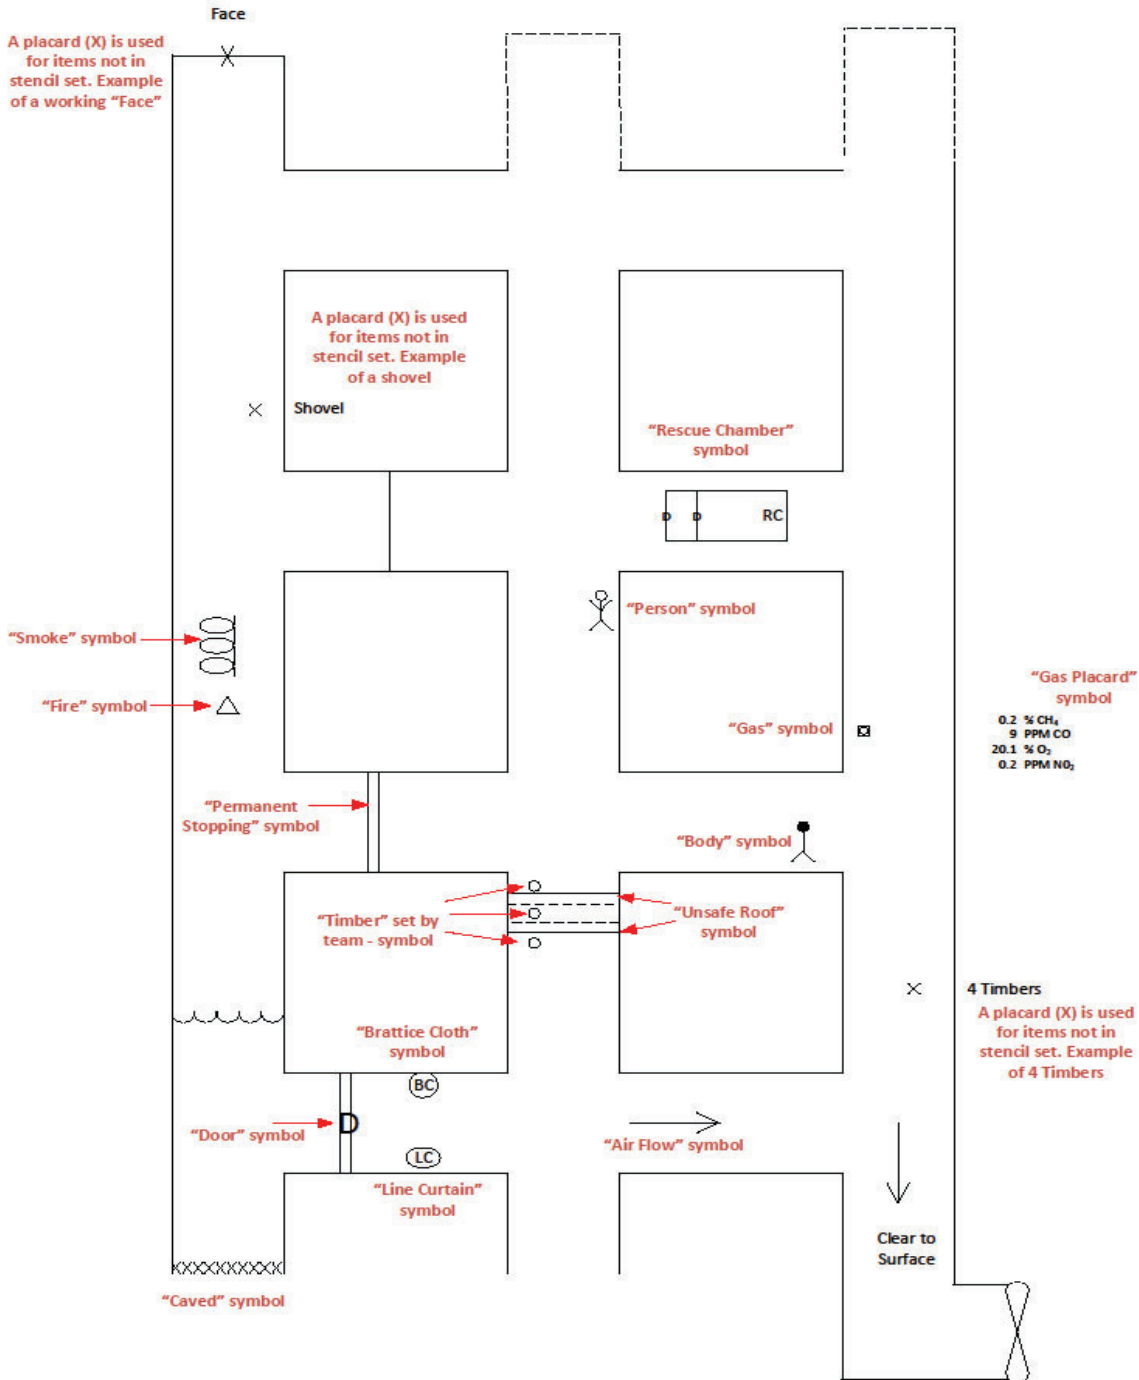 Face
A placard (X) is used
for items not in
stencil set. Example
of a working “Face”
A placard (X) is used
for items not in
stencil set. Example
of a shovel
X Shovel
“Rescue Chamber”
symbol
D D RC
“Person” symbol
“Smoke” symbol
“Fire” symbol
“Gas” symbol
“Gas Placard”
symbol
0.2 % CH₄
9 PPM CO
20.1 % O₂
0.2 PPM N0₂
“Permanent
Stopping” symbol
“Body” symbol
“Timber” set by
team - symbol
“Unsafe Roof”
symbol
X 4 Timbers
A placard (X) is used
for items not in
stencil set. Example
of 4 Timbers
“Brattice Cloth”
symbol
BC
D
“Door” symbol
“Air Flow” symbol
LC
“Line Curtain”
symbol
Clear to
Surface
XXXXXXXXXX
“Caved” symbol